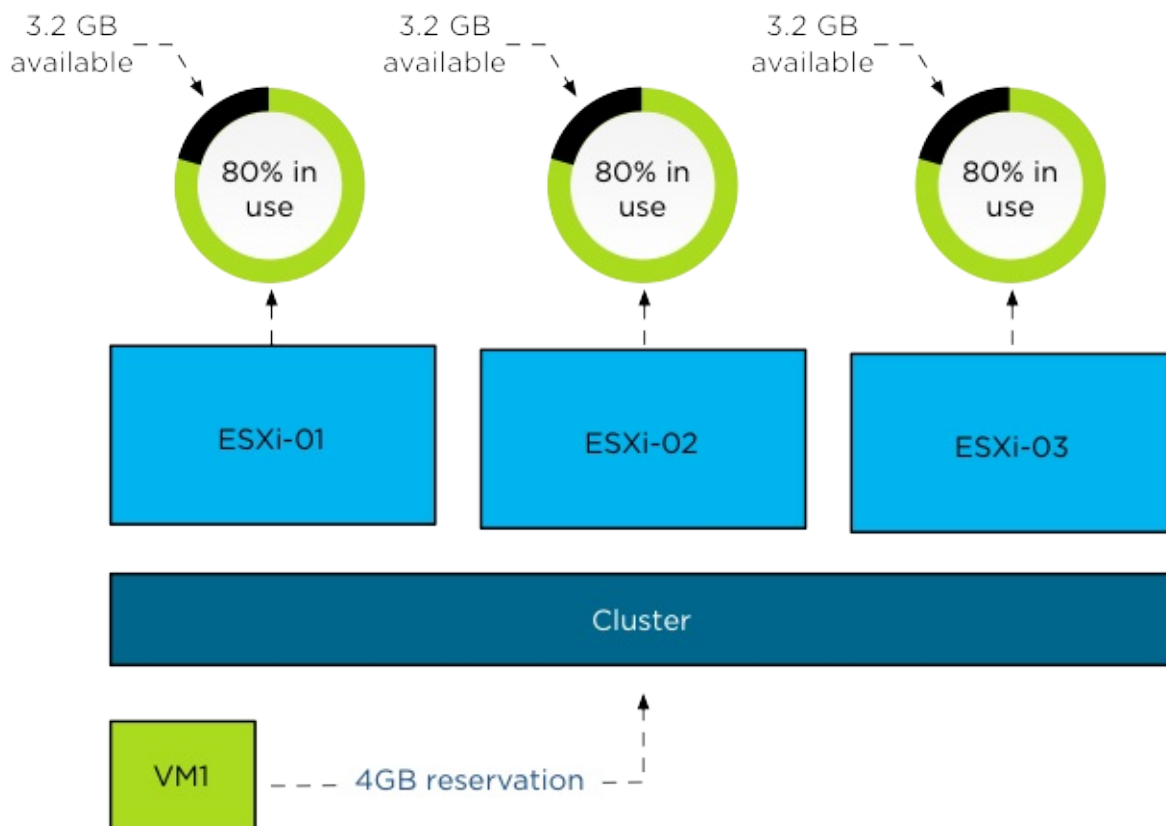 3.2 GB
available
3.2 GB
available
3.2 GB
available
80% in
use
80% in
use
80% in
use
ESXi-01
ESXi-02
ESXi-03
Cluster
VM1
4GB reservation